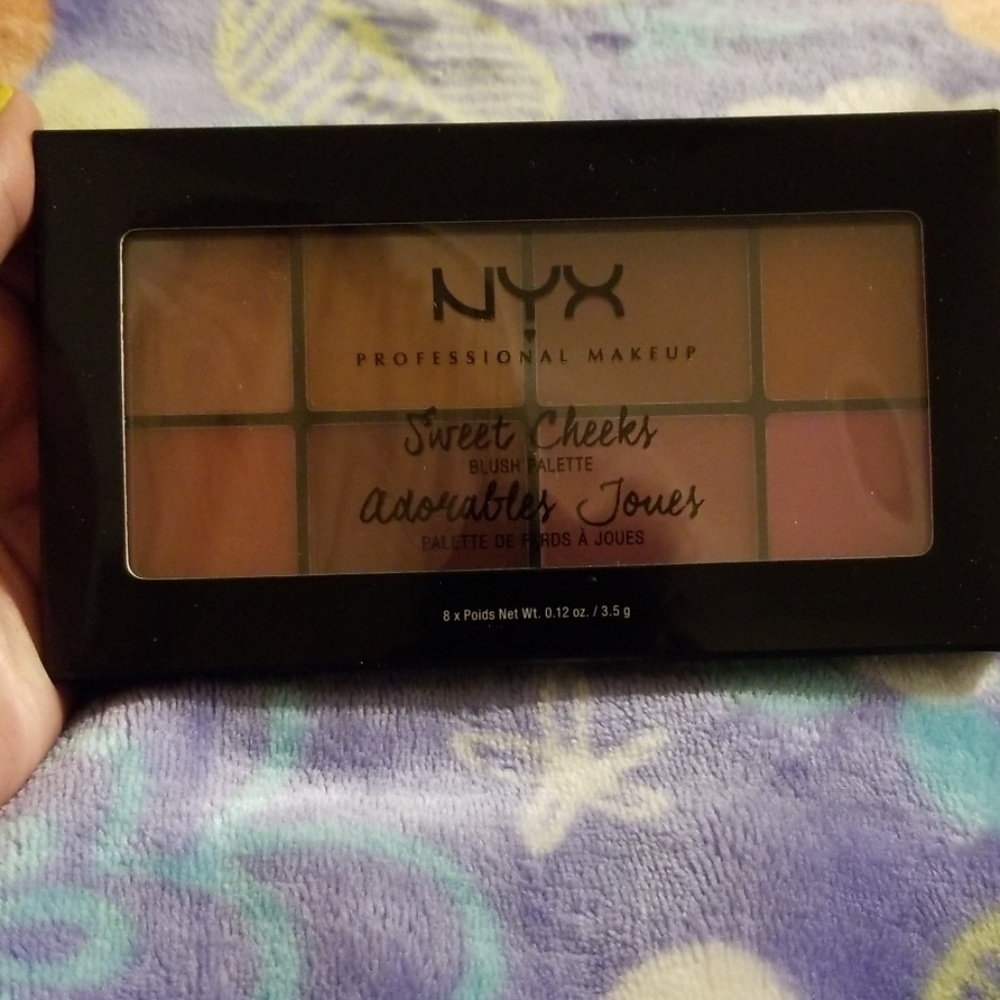 NYX
PROFESSIONAL MAKEUP
Sweet Cheeks
BLUSH PALETTE
Adorables Joues
PALETTE DE FARDS À JOUES
8 x Poids Net Wt. 0.12 oz. / 3.5 g